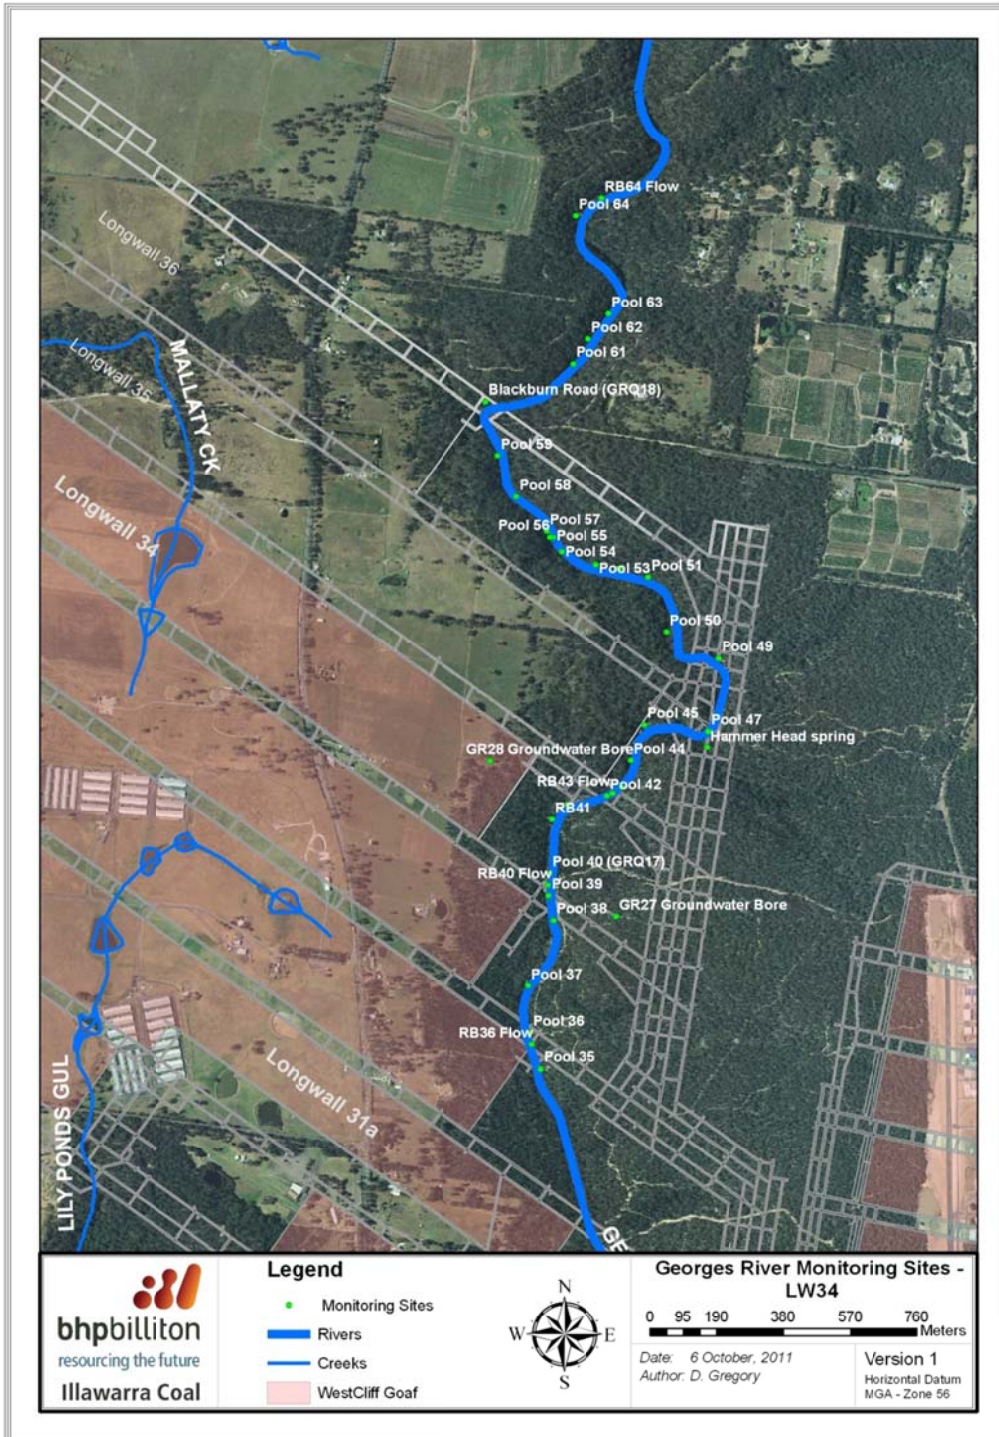 RB64 Flow
Pool 64
Longwall 36
Pool 63
Pool 62
Pool 61
Longwall 35
MALLATY CK
Blackburn Road (GRQ18)
Pool 59
Longwall 34
Pool 58
Pool 57
Pool 56
Pool 55
Pool 54
Pool 53
Pool 51
Pool 50
Pool 49
Pool 45
Pool 47
Hammer Head spring
GR28 Groundwater Bore
Pool 44
RB43 Flow
Pool 42
RB41
Pool 40 (GRQ17)
RB40 Flow
Pool 39
Pool 38
GR27 Groundwater Bore
Pool 37
Pool 36
RB36 Flow
Pool 35
Longwall 31a
LILY PONDS GUL
GE
bhpbilliton
resourcing the future
Illawarra Coal
Legend
Monitoring Sites
Rivers
Creeks
WestCliff Goaf
N
W E
S
Georges River Monitoring Sites -
LW34
0 95 190 380 570 760
Meters
Date: 6 October, 2011
Author: D. Gregory
Version 1
Horizontal Datum
MGA - Zone 56